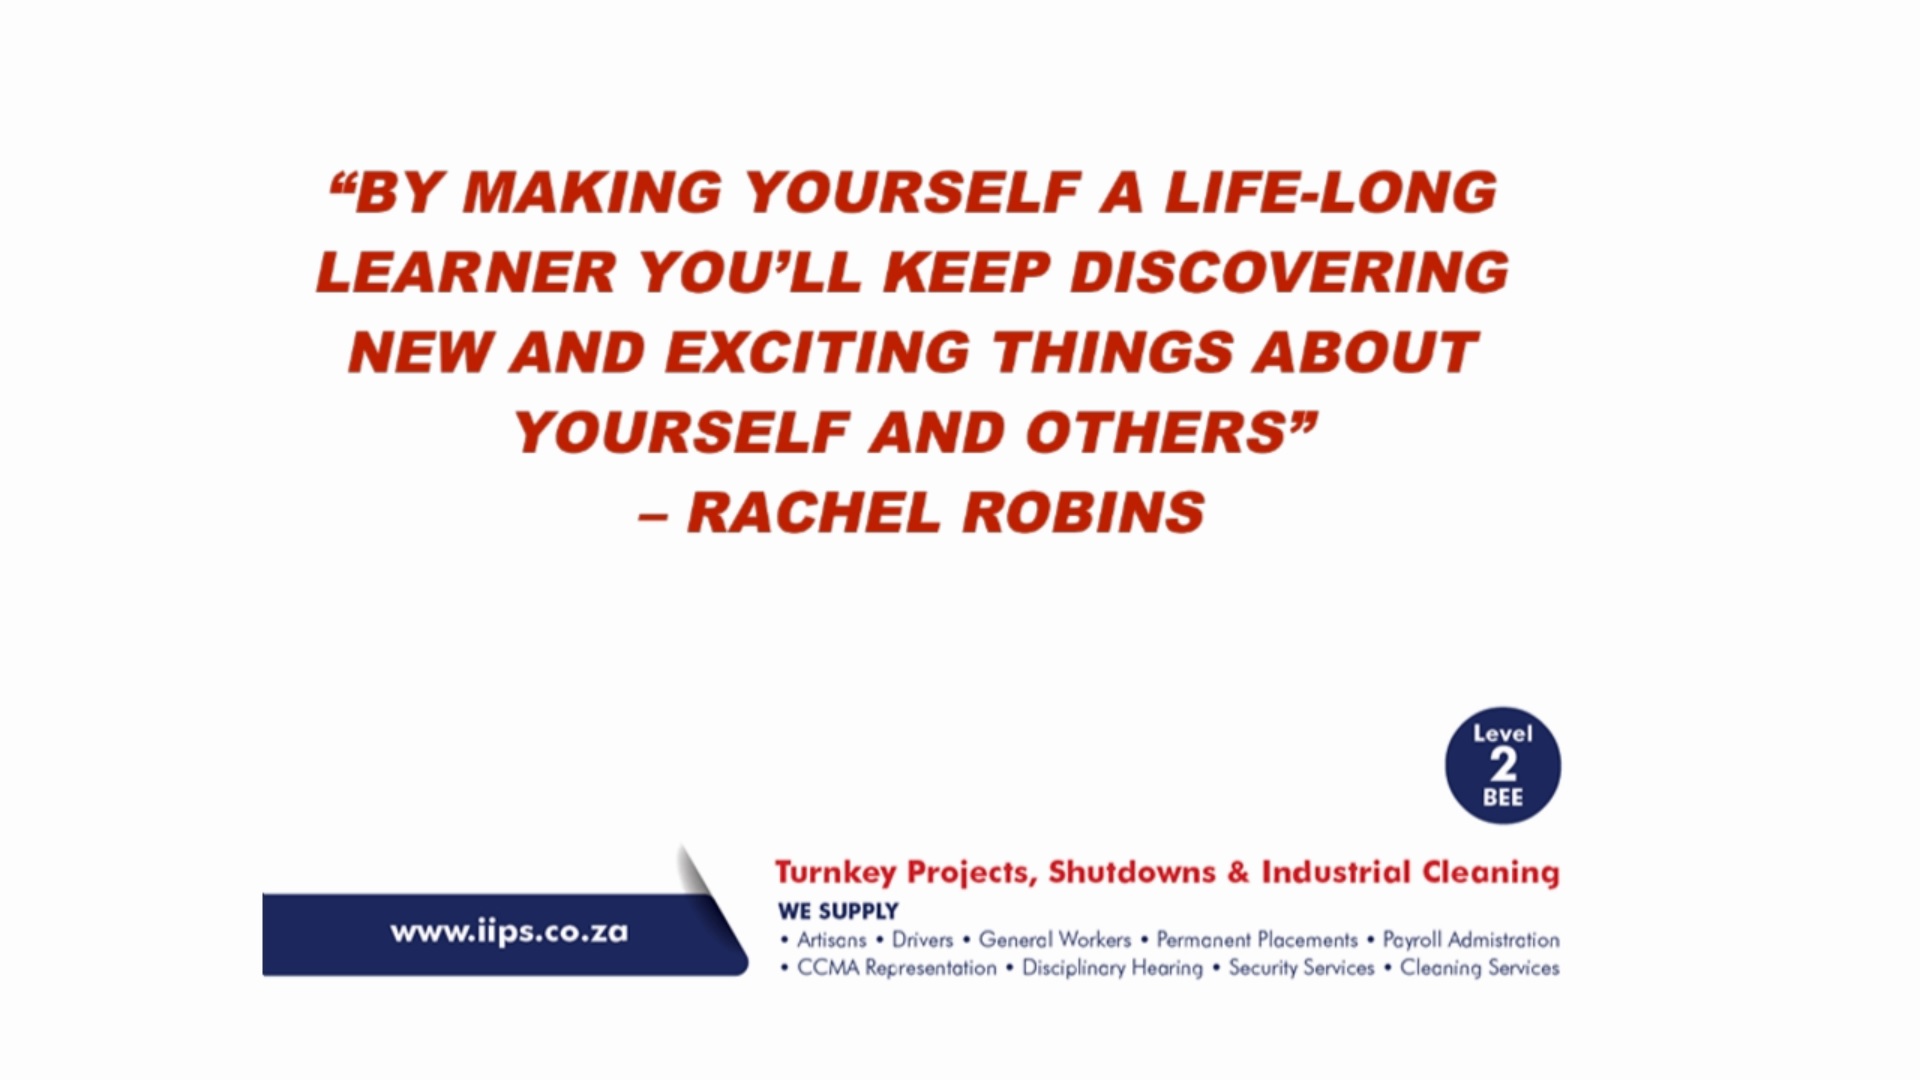 “BY MAKING YOURSELF A LIFE-LONG
LEARNER YOU’LL KEEP DISCOVERING
NEW AND EXCITING THINGS ABOUT
YOURSELF AND OTHERS”
– RACHEL ROBINS
Level
2
BEE
www.iips.co.za
Turnkey Projects, Shutdowns & Industrial Cleaning
WE SUPPLY
• Artisans • Drivers • General Workers • Permanent Placements • Payroll Admistration
• CCMA Representation • Disciplinary Hearing • Security Services • Cleaning Services